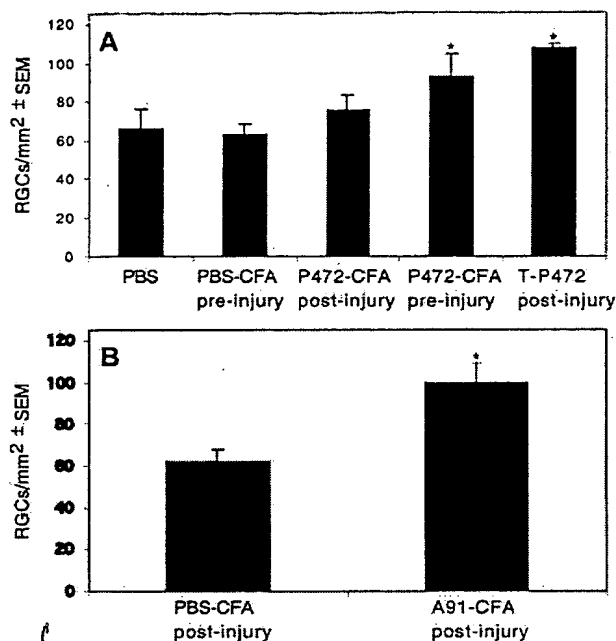 A
RGCs/mm² ± SEM
120
100
80
60
40
20
0
* *
PBS PBS-CFA P472-CFA P472-CFA T-P472
pre-injury post-injury pre-injury post-injury
B
RGCs/mm² ± SEM
120
100
80
60
40
20
0
*
PBS-CFA A91-CFA
post-injury post-injury